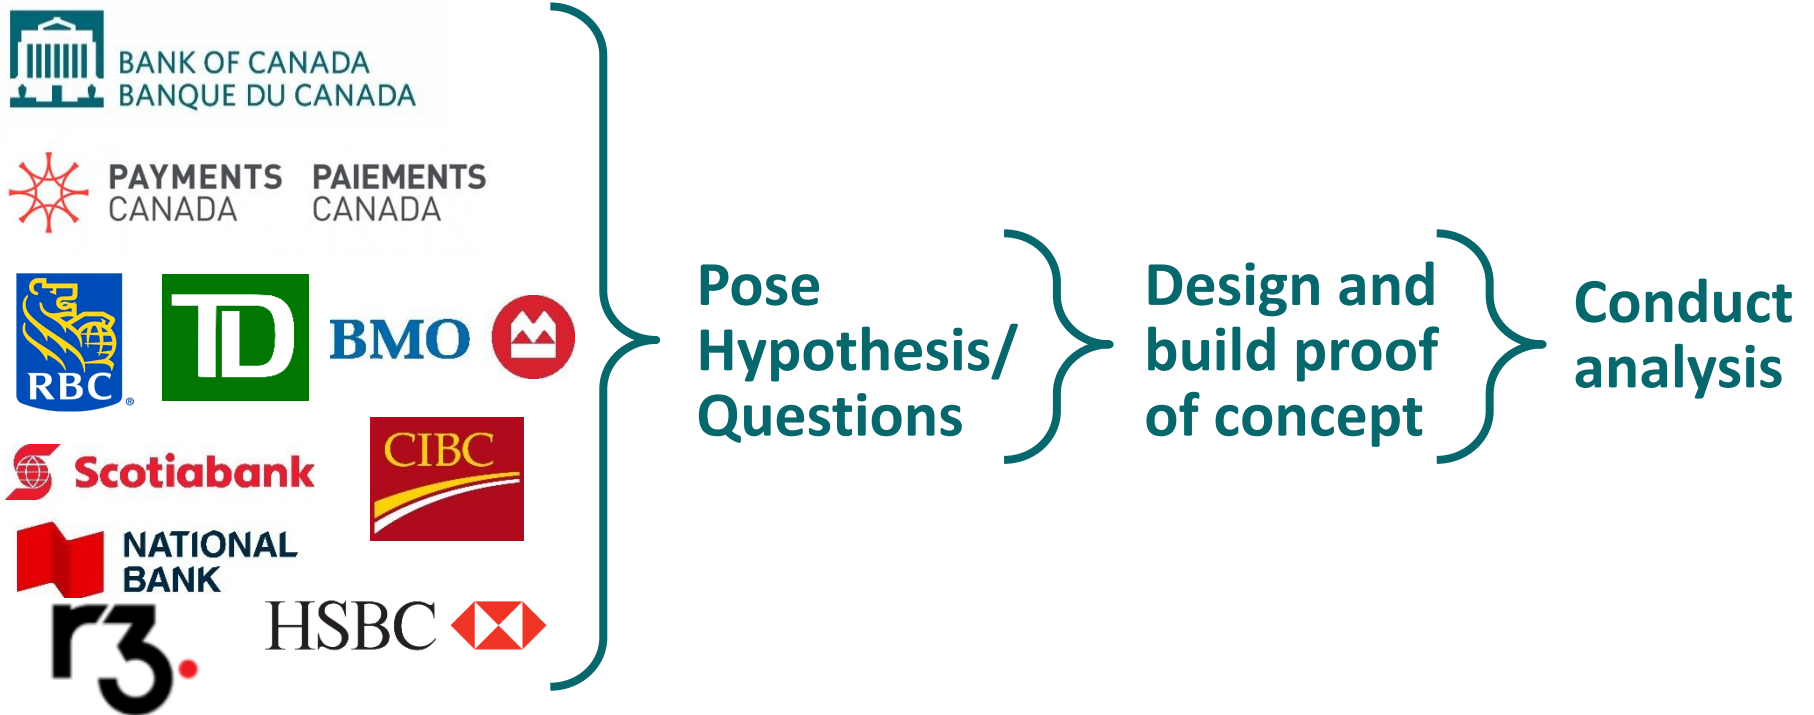 BANK OF CANADA
BANQUE DU CANADA
PAYMENTS CANADA
PAIEMENTS CANADA
RBC®
TD
BMO
Scotiabank
CIBC
NATIONAL
BANK
r3.
HSBC
Pose
Hypothesis/
Questions
Design and
build proof
of concept
Conduct
analysis